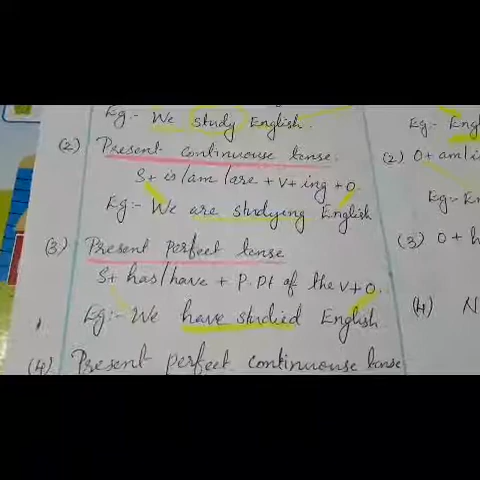 Eg:- We study English.
(2) Present continuouse tense.
S+ is/am/are + V+ ing + O.
Eg:- We are studying English
(3) Present perfect tense
S+ has/have + P.Pt of the V+O.
Eg:- We have studied English
(4) Present perfect continuouse tense
Eg:- Eng
(2) O+ am/i
Eg:- En
(3) O + h
(4) N